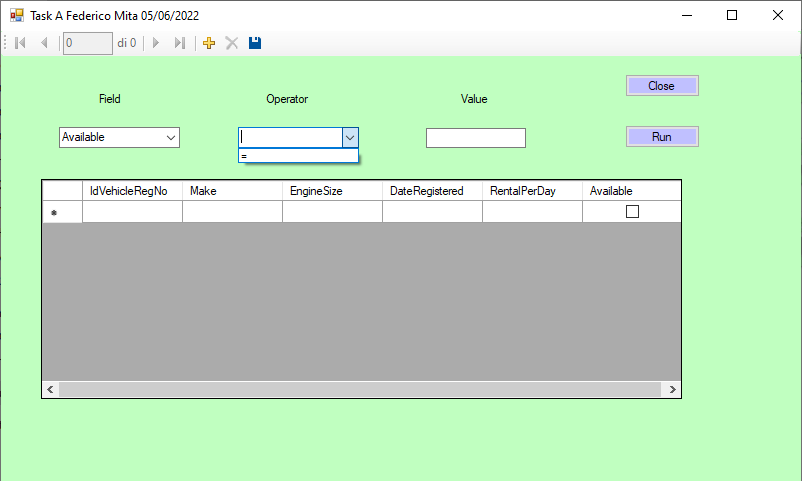 Task A Federico Mita 05/06/2022
0 di 0
Close
Field Operator Value
Available
=
Run
IdVehicleRegNo Make EngineSize DateRegistered RentalPerDay Available